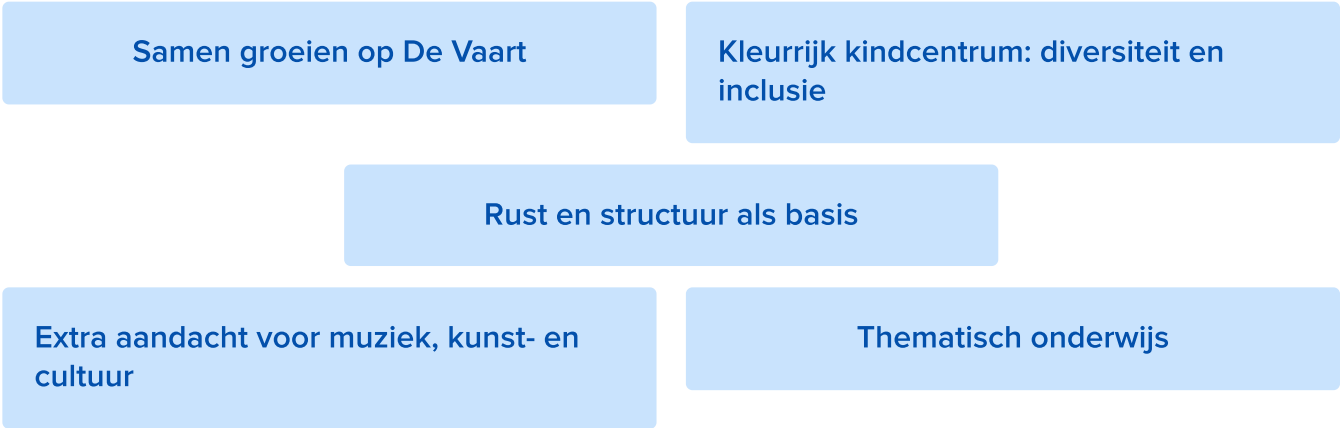 Samen groeien op De Vaart
Kleurrijk kindcentrum: diversiteit en
inclusie
Rust en structuur als basis
Extra aandacht voor muziek, kunst- en
cultuur
Thematisch onderwijs